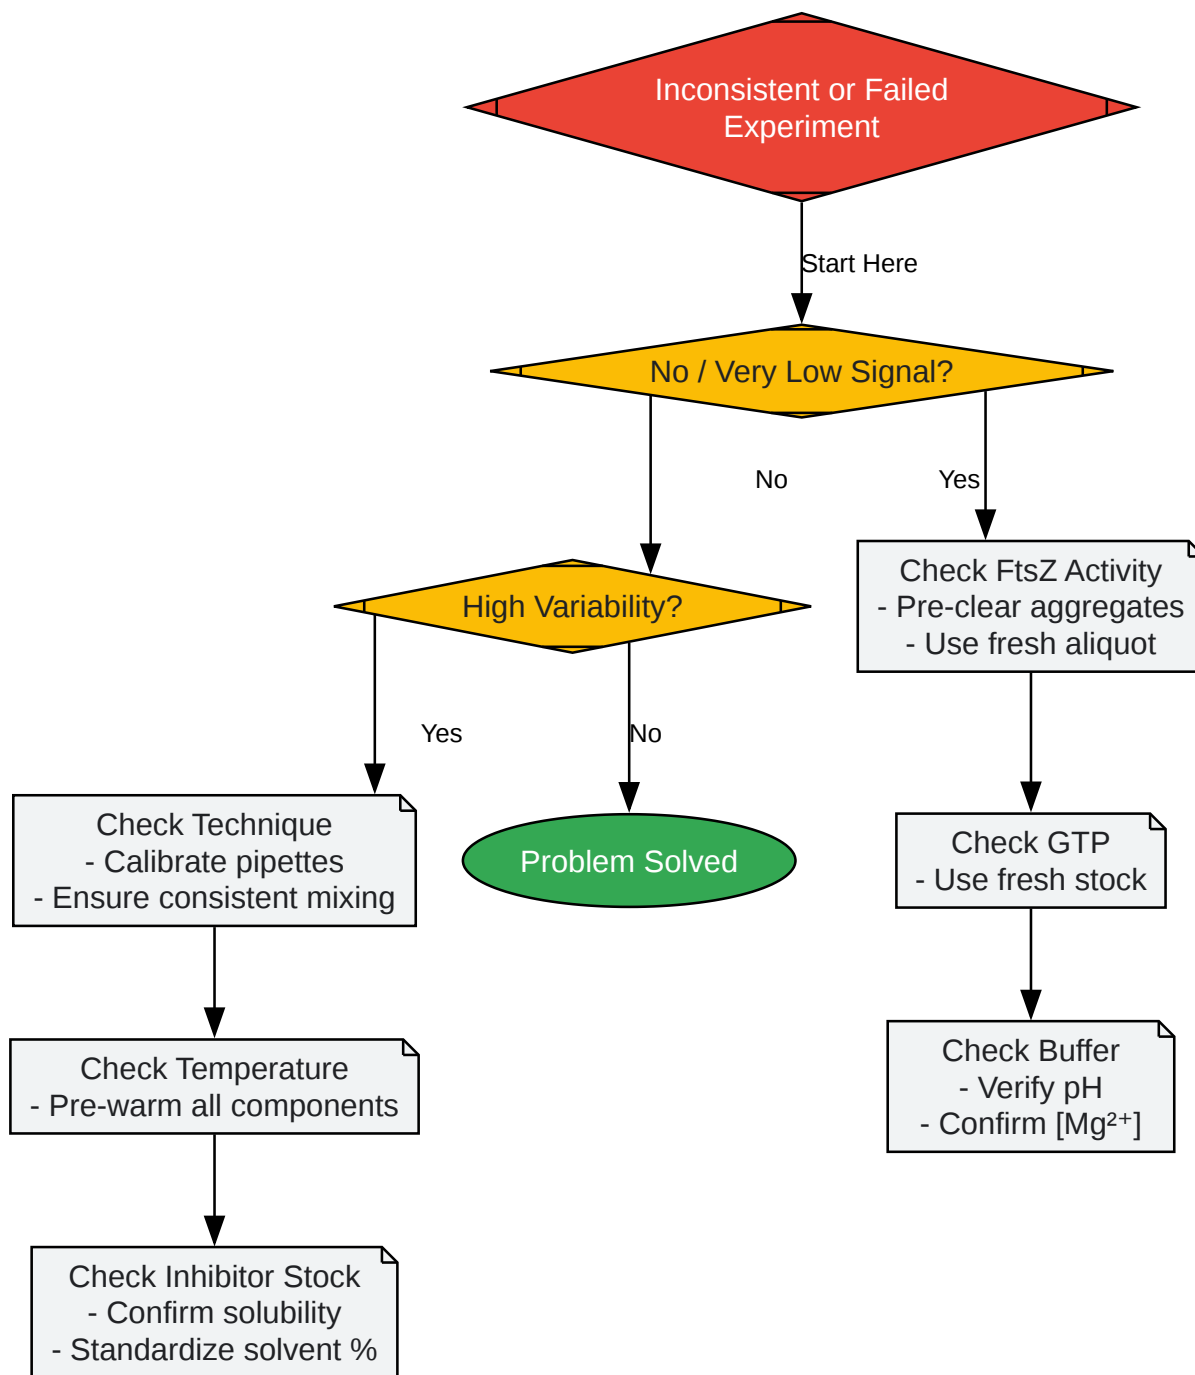 Inconsistent or Failed
Experiment
Start Here
No / Very Low Signal?
No
Yes
Check FtsZ Activity
- Pre-clear aggregates
- Use fresh aliquot
High Variability?
Yes
No
Check Technique
- Calibrate pipettes
- Ensure consistent mixing
Problem Solved
Check GTP
- Use fresh stock
Check Temperature
- Pre-warm all components
Check Buffer
- Verify pH
- Confirm [Mg²⁺]
Check Inhibitor Stock
- Confirm solubility
- Standardize solvent %